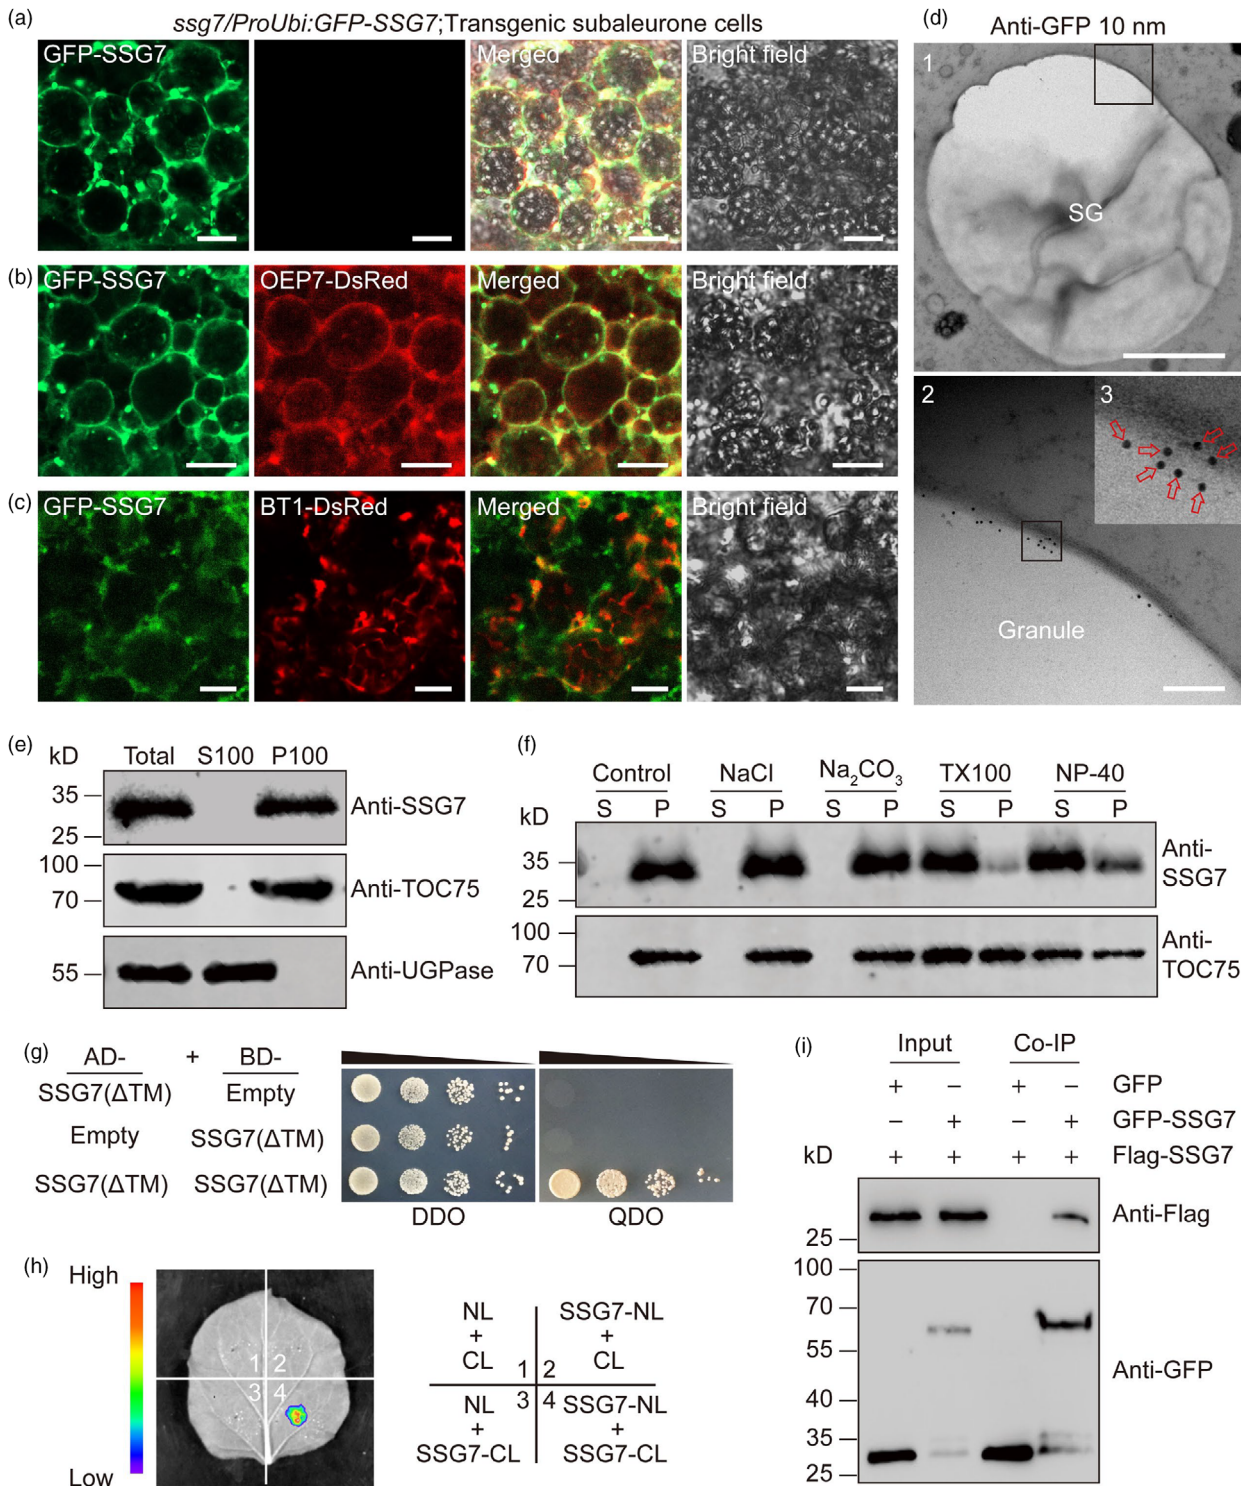 (a)
ssg7/ProUbi:GFP-SSG7;Transgenic subaleurone cells
GFP-SSG7
Merged
Bright field
(b)
GFP-SSG7
OEP7-DsRed
Merged
Bright field
(c)
GFP-SSG7
BT1-DsRed
Merged
Bright field
(d)
Anti-GFP 10 nm
1
SG
2
3
Granule
(e)
kD
Total S100 P100
35
25
Anti-SSG7
100
70
Anti-TOC75
55
Anti-UGPase
(f)
Control NaCl Na₂CO₃ TX100 NP-40
kD
S P S P S P S P S P
35
25
Anti-
SSG7
100
70
Anti-
TOC75
(g)
AD- + BD-
SSG7(ΔTM) Empty
Empty SSG7(ΔTM)
SSG7(ΔTM) SSG7(ΔTM)
DDO QDO
(h)
High
Low
1 2
3 4
NL
+
CL
1
SSG7-NL
+
CL
2
3
NL
+
SSG7-CL
4
SSG7-NL
+
SSG7-CL
(i)
Input Co-IP
+ – + – GFP
– + – + GFP-SSG7
kD
+ + + + Flag-SSG7
25
Anti-Flag
100
70
55
40
35
25
Anti-GFP